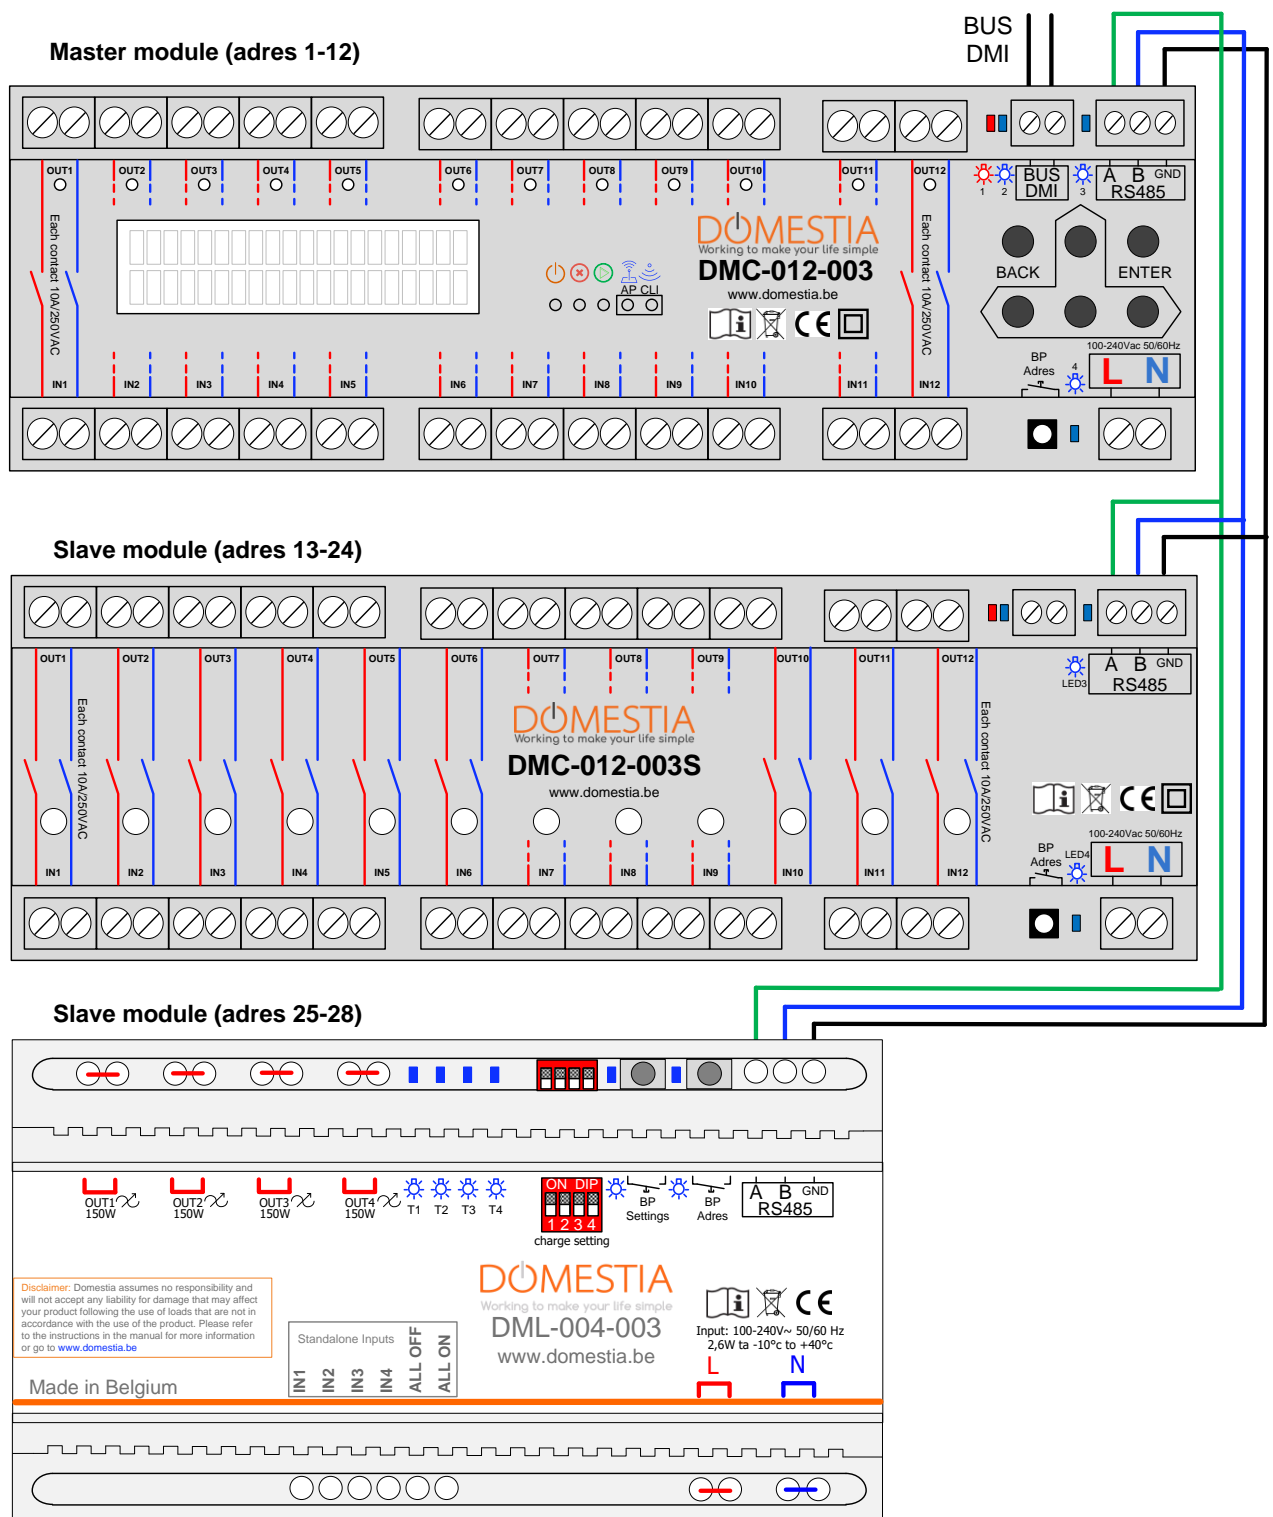 BUS
DMI
Master module (adres 1-12)
OUT1 OUT2 OUT3 OUT4 OUT5 OUT6 OUT7 OUT8 OUT9 OUT10 OUT11 OUT12
1 2 BUS DMI 3 A B GND
RS485
Each contact 10A/250VAC
Each contact 10A/250VAC
DOMESTIA
Working to make your life simple
DMC-012-003
www.domestia.be
AP CLI
i CE
BACK ENTER
100-240Vac 50/60Hz
BP
Adres
4
L N
IN1 IN2 IN3 IN4 IN5 IN6 IN7 IN8 IN9 IN10 IN11 IN12
Slave module (adres 13-24)
OUT1 OUT2 OUT3 OUT4 OUT5 OUT6 OUT7 OUT8 OUT9 OUT10 OUT11 OUT12
LED3
A B GND
RS485
Each contact 10A/250VAC
Each contact 10A/250VAC
DOMESTIA
Working to make your life simple
DMC-012-003S
www.domestia.be
i CE
100-240Vac 50/60Hz
BP
Adres
LED4
L N
IN1 IN2 IN3 IN4 IN5 IN6 IN7 IN8 IN9 IN10 IN11 IN12
Slave module (adres 25-28)
OUT1
150W
OUT2
150W
OUT3
150W
OUT4
150W
T1 T2 T3 T4
ON DIP
1 2 3 4
charge setting
BP
Settings
BP
Adres
A B GND
RS485
Disclaimer: Domestia assumes no responsibility and
will not accept any liability for damage that may affect
your product following the use of loads that are not in
accordance with the use of the product. Please refer
to the instructions in the manual for more information
or go to www.domestia.be
Standalone Inputs
IN1
IN2
IN3
IN4
ALL OFF
ALL ON
DOMESTIA
Working to make your life simple
DML-004-003
www.domestia.be
i CE
Input: 100-240V~ 50/60 Hz
2,6W ta -10°c to +40°c
L N
Made in Belgium